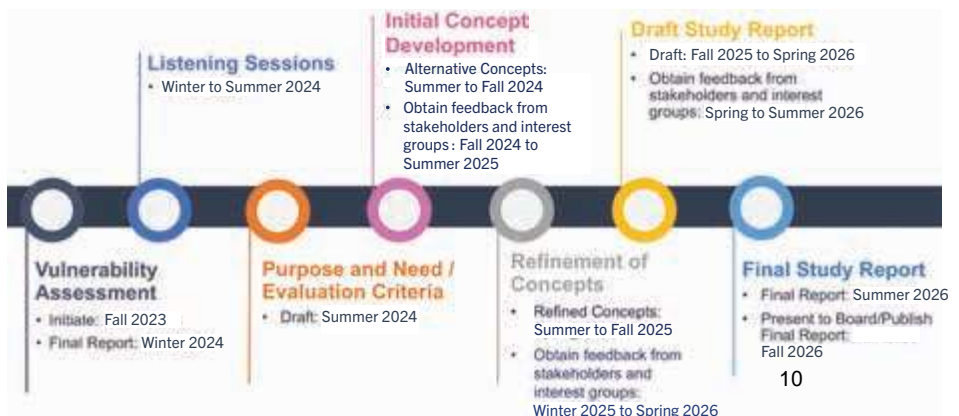 Listening Sessions
• Winter to Summer 2024
Initial Concept
Development
• Alternative Concepts:
Summer to Fall 2024
• Obtain feedback from
stakeholders and interest
groups: Fall 2024 to
Summer 2025
Draft Study Report
• Draft: Fall 2025 to Spring 2026
• Obtain feedback from
stakeholders and interest
groups: Spring to Summer 2026
Vulnerability
Assessment
• Initiate: Fall 2023
• Final Report: Winter 2024
Purpose and Need /
Evaluation Criteria
• Draft: Summer 2024
Refinement of
Concepts
• Refined Concepts:
Summer to Fall 2025
• Obtain feedback from
stakeholders and
interest groups:
Winter 2025 to Spring 2026
Final Study Report
• Final Report: Summer 2026
• Present to Board/Publish
Final Report:
Fall 2026
10